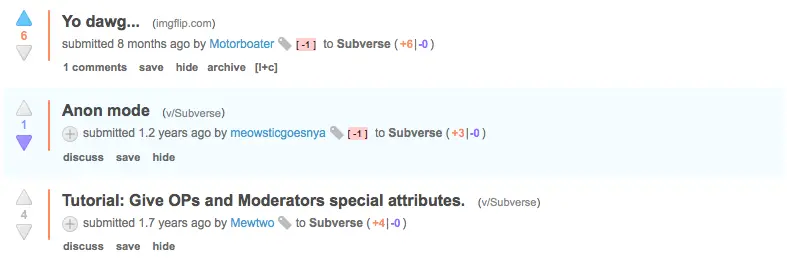 Yo dawg... (imgflip.com)
6
submitted 8 months ago by Motorboater [-1] to Subverse (+6|-0)
1 comments save hide archive [l+c]
Anon mode (v/Subverse)
1
submitted 1.2 years ago by meowsticgoesnya [-1] to Subverse (+3|-0)
discuss save hide
Tutorial: Give OPs and Moderators special attributes. (v/Subverse)
4
submitted 1.7 years ago by Mewtwo to Subverse (+4|-0)
discuss save hide